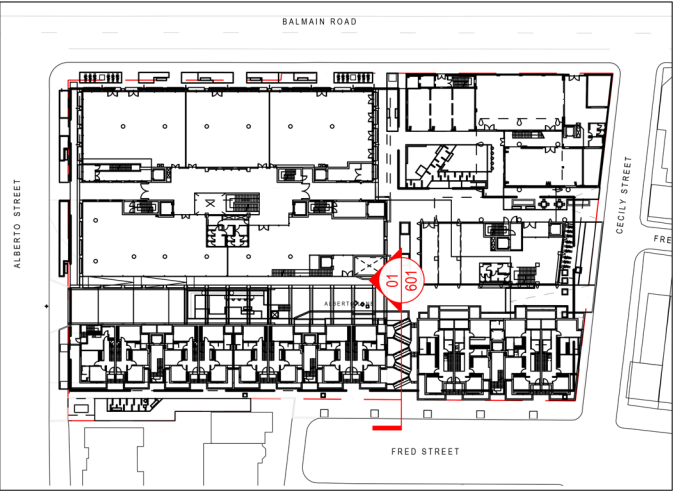 BALMAIN ROAD
ALBERTO STREET
CECILY STREET
FRE
01
601
FRED STREET